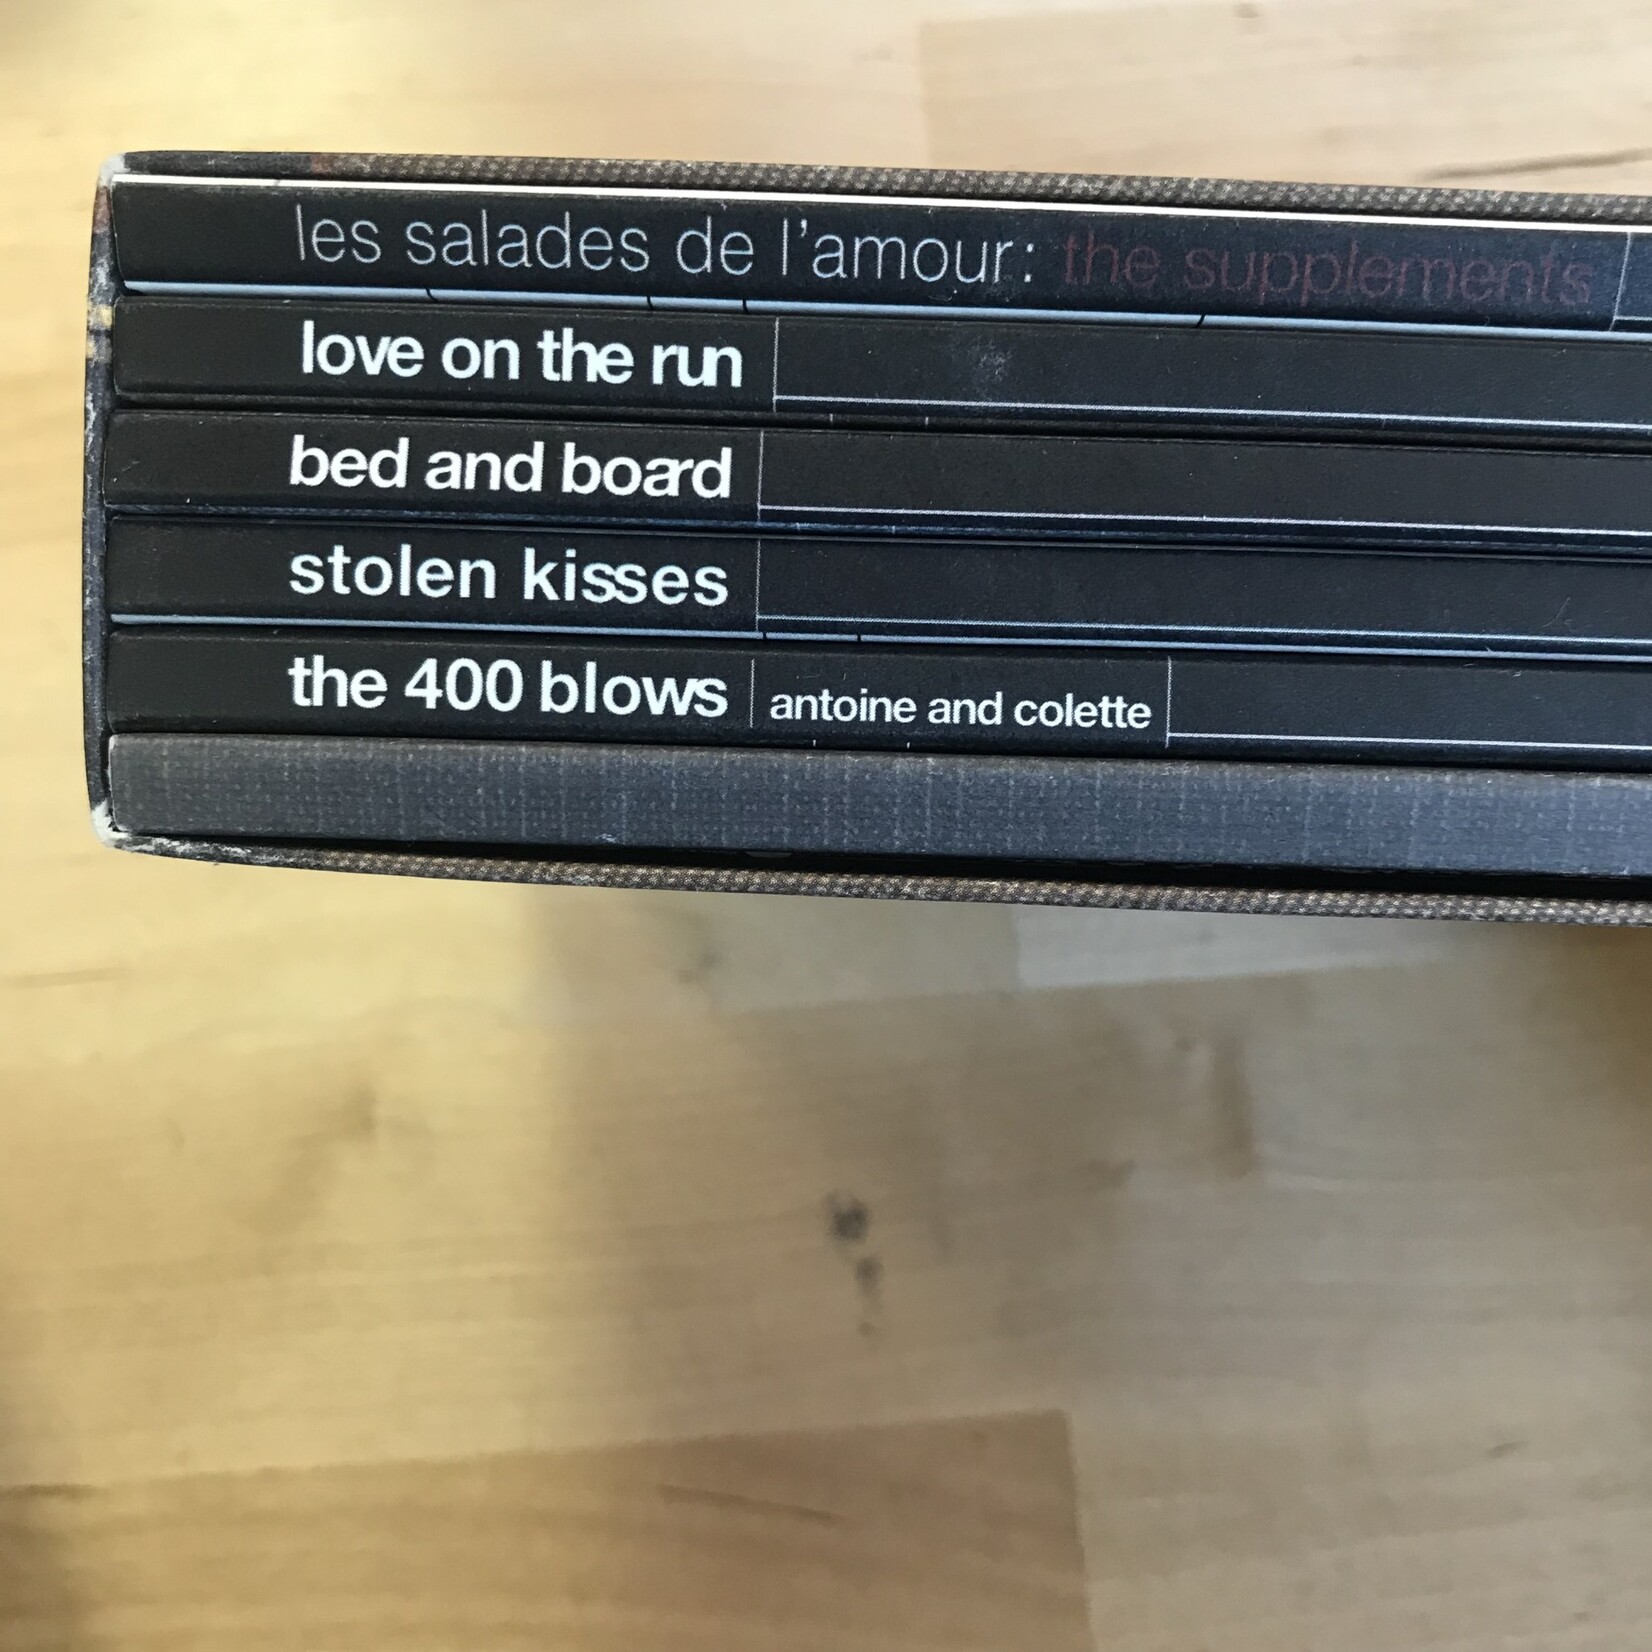 les salades de l'amour: the supplements
love on the run
bed and board
stolen kisses
the 400 blows antoine and colette